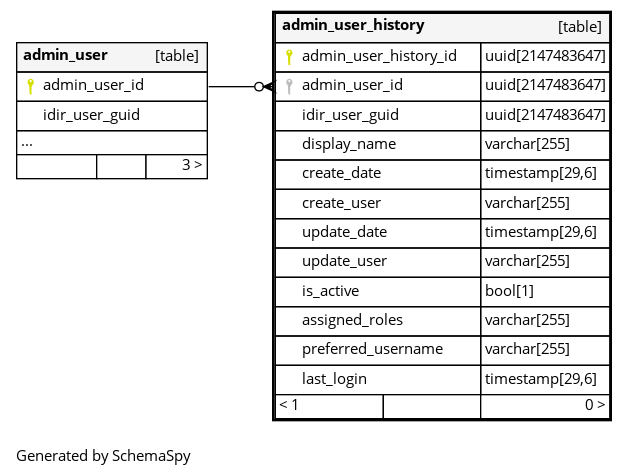 admin_user [table]
admin_user_id
idir_user_guid
...
3 >
admin_user_history [table]
admin_user_history_id uuid[2147483647]
admin_user_id uuid[2147483647]
idir_user_guid uuid[2147483647]
display_name varchar[255]
create_date timestamp[29,6]
create_user varchar[255]
update_date timestamp[29,6]
update_user varchar[255]
is_active bool[1]
assigned_roles varchar[255]
preferred_username varchar[255]
last_login timestamp[29,6]
< 1 0 >
Generated by SchemaSpy